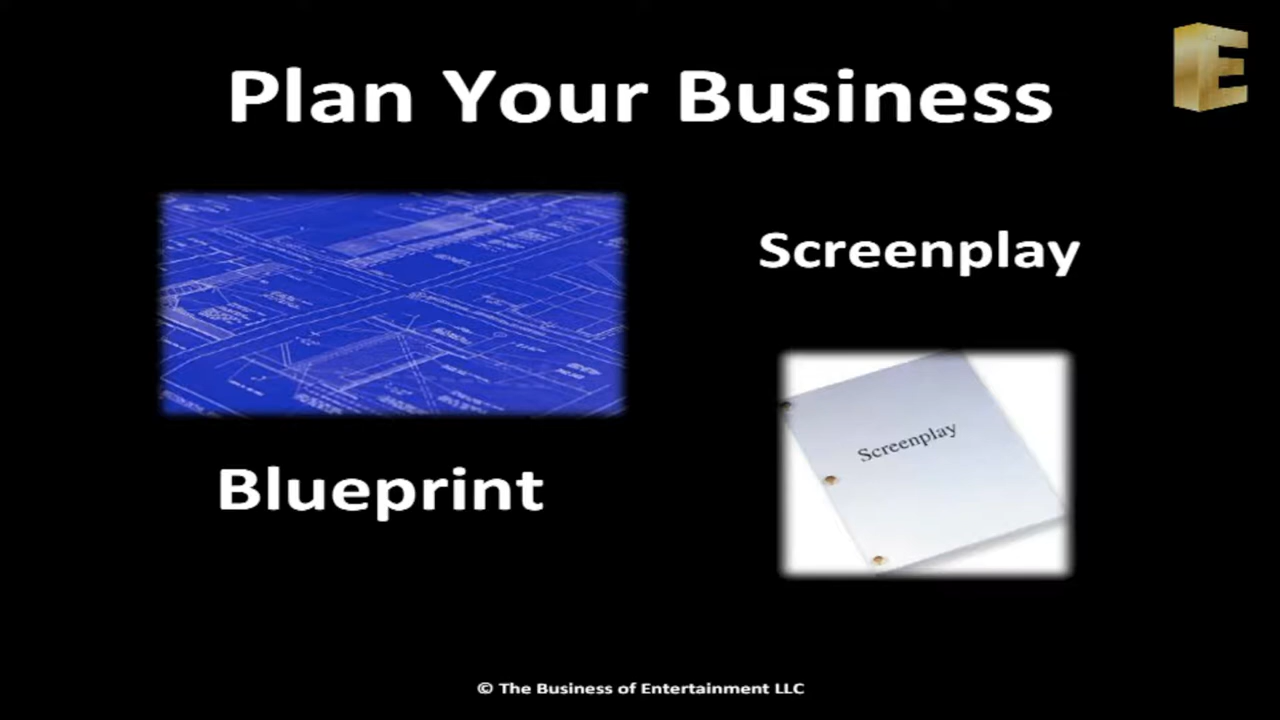 E
Plan Your Business
Screenplay
Screenplay
Blueprint
© The Business of Entertainment LLC